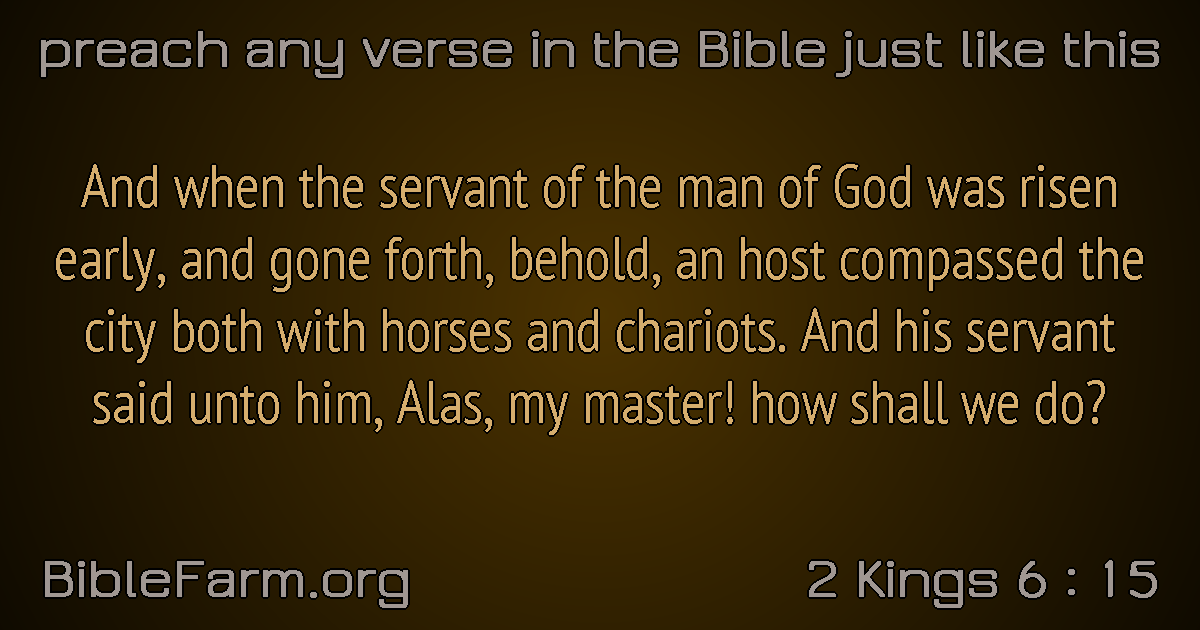 preach any verse in the Bible just like this
And when the servant of the man of God was risen
early, and gone forth, behold, an host compassed the
city both with horses and chariots. And his servant
said unto him, Alas, my master! how shall we do?
BibleFarm.org
2 Kings 6 : 15